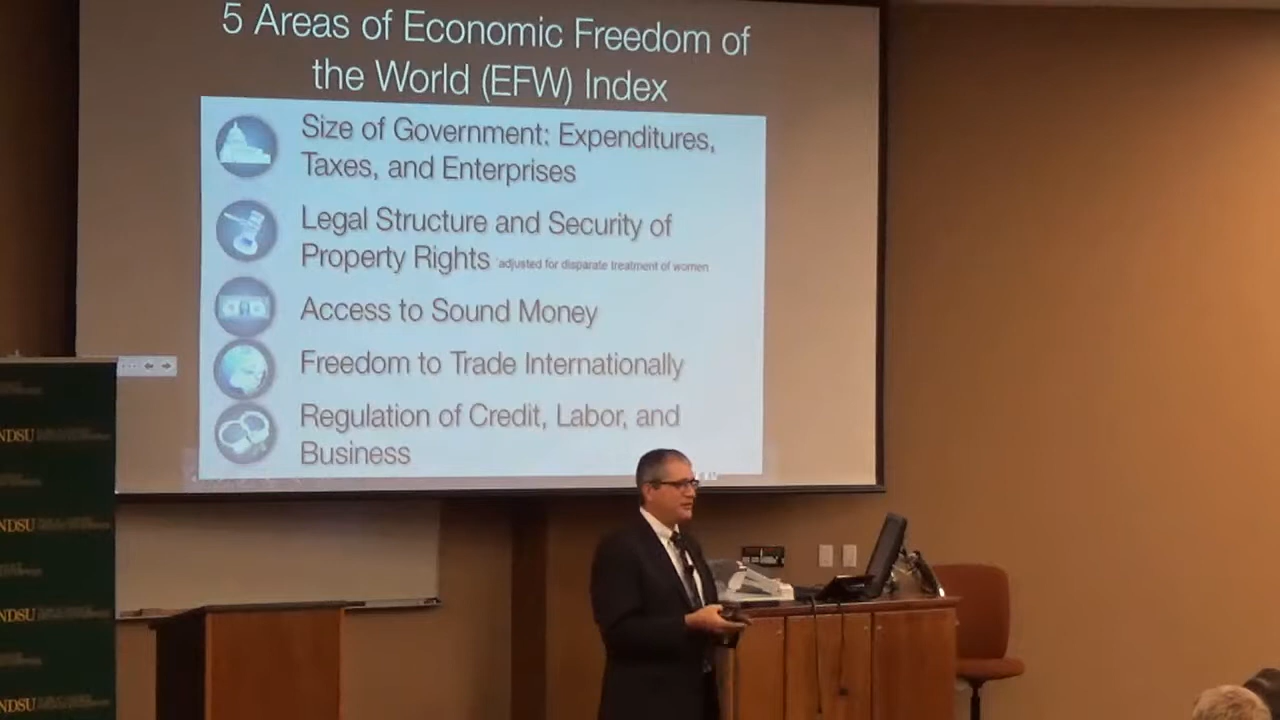 5 Areas of Economic Freedom of
the World (EFW) Index
Size of Government: Expenditures,
Taxes, and Enterprises
Legal Structure and Security of
Property Rights *adjusted for disparate treatment of women
Access to Sound Money
Freedom to Trade Internationally
Regulation of Credit, Labor, and
Business
NDSU
NDSU
NDSU
NDSU